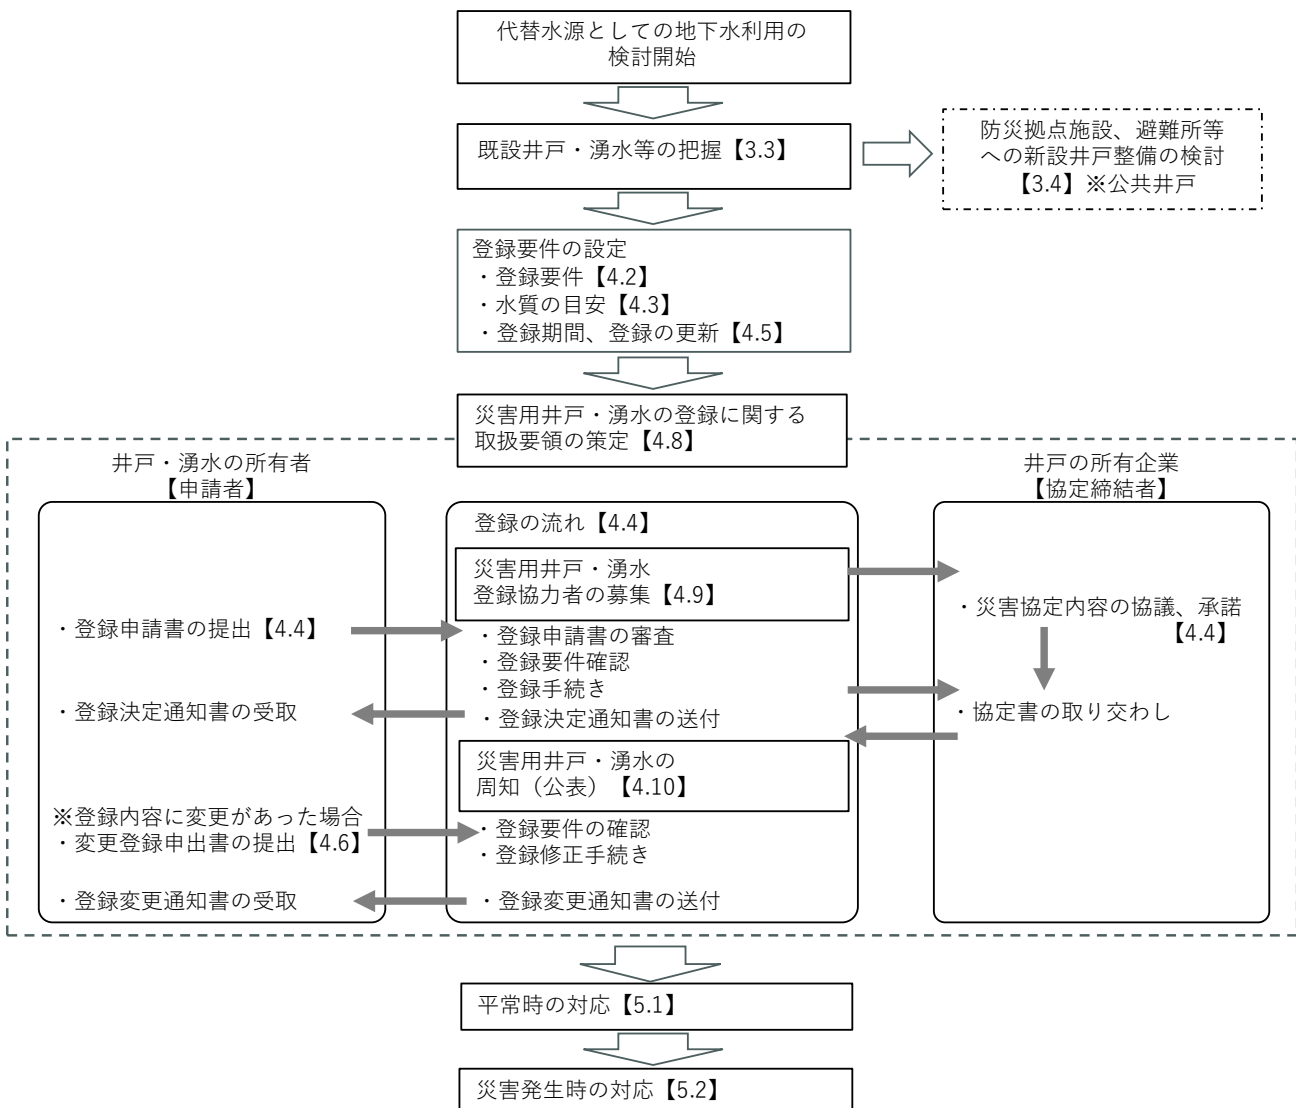 代替水源としての地下水利用の
検討開始
既設井戸・湧水等の把握【3.3】
防災拠点施設、避難所等
への新設井戸整備の検討
【3.4】※公共井戸
登録要件の設定
・登録要件【4.2】
・水質の目安【4.3】
・登録期間、登録の更新【4.5】
災害用井戸・湧水の登録に関する
取扱要領の策定【4.8】
井戸・湧水の所有者
【申請者】
・登録申請書の提出【4.4】
・登録決定通知書の受取
※登録内容に変更があった場合
・変更登録申出書の提出【4.6】
・登録変更通知書の受取
登録の流れ【4.4】
災害用井戸・湧水
登録協力者の募集【4.9】
・登録申請書の審査
・登録要件確認
・登録手続き
・登録決定通知書の送付
災害用井戸・湧水の
周知（公表）【4.10】
・登録要件の確認
・登録修正手続き
・登録変更通知書の送付
井戸の所有企業
【協定締結者】
・災害協定内容の協議、承諾
【4.4】
・協定書の取り交わし
平常時の対応【5.1】
災害発生時の対応【5.2】